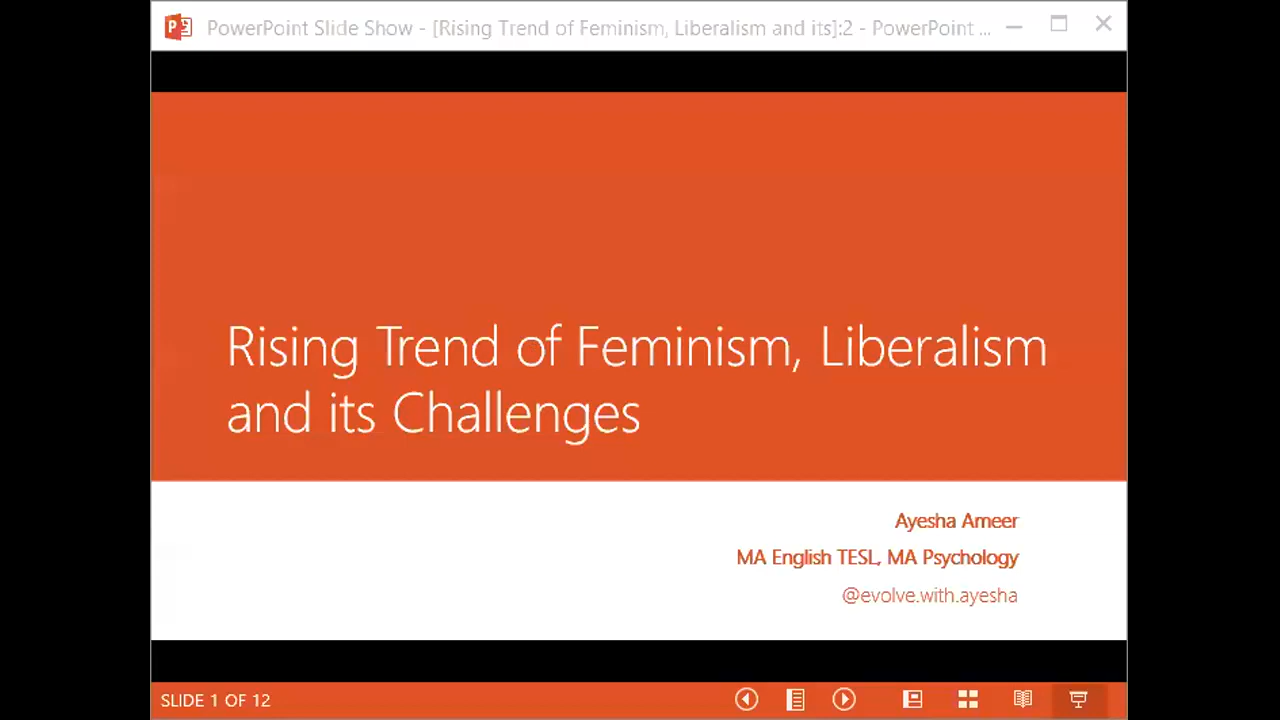 PowerPoint Slide Show - [Rising Trend of Feminism, Liberalism and its]:2 - PowerPoint ...
Rising Trend of Feminism, Liberalism
and its Challenges
Ayesha Ameer
MA English TESL, MA Psychology
@evolve.with.ayesha
SLIDE 1 OF 12